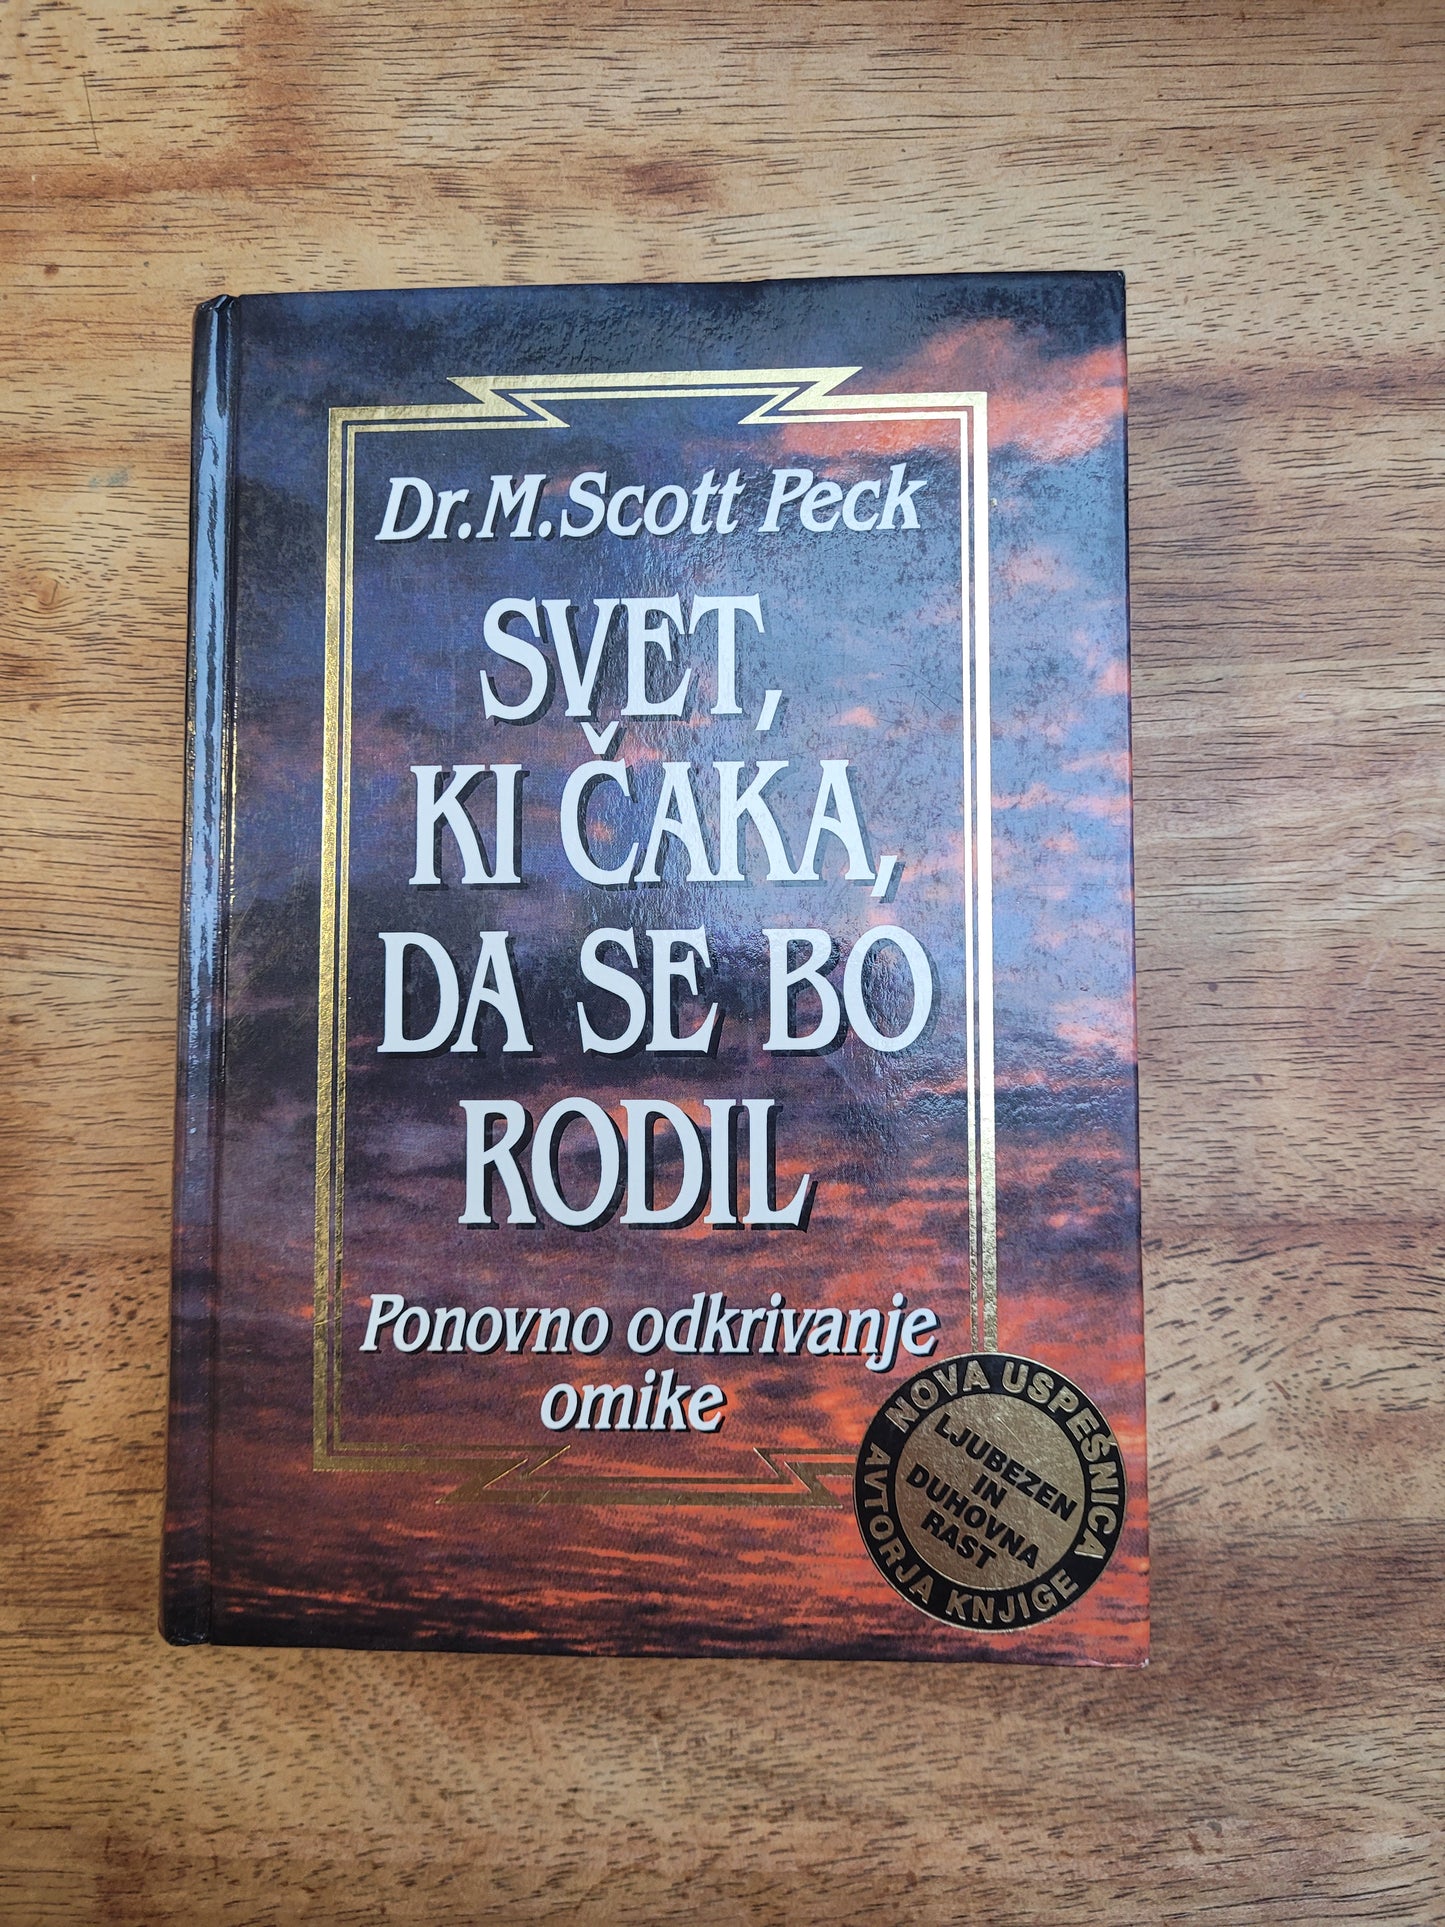 Dr. M. Scott Peck
SVET,
KI ČAKA,
DA SE BO
RODIL
Ponovno odkrivanje
omike
NOVA USPEŠNICA
AVTORJA KNJIGE
LJUBEZEN
IN
DUHOVNA
RAST